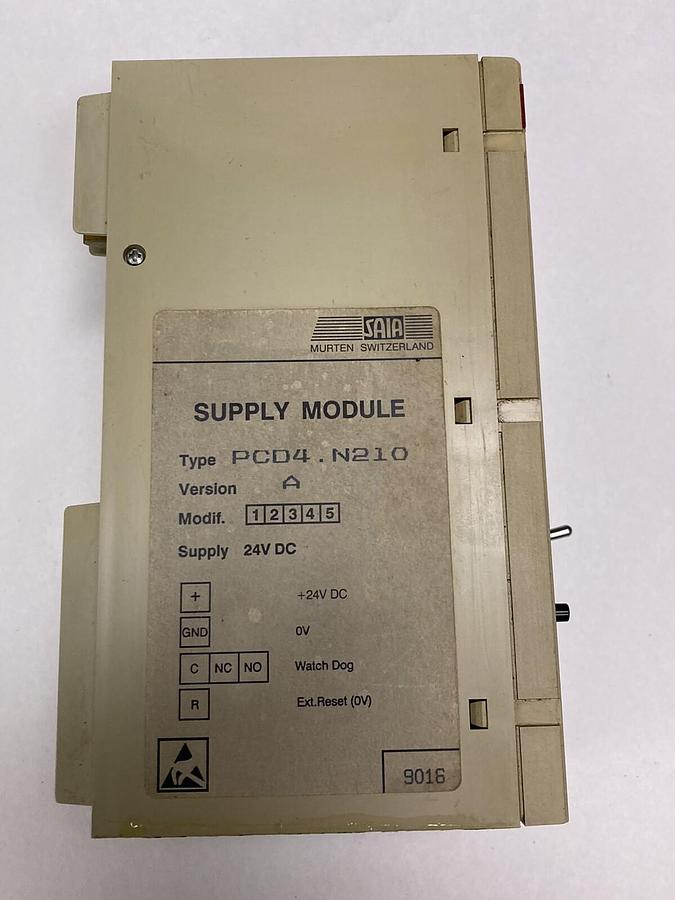 SAIA
MURTEN SWITZERLAND
SUPPLY MODULE
Type PCD4.N210
Version A
Modif. 1 2 3 4 5
Supply 24V DC
+ +24V DC
GND 0V
C NC NO Watch Dog
R Ext.Reset (0V)
9016